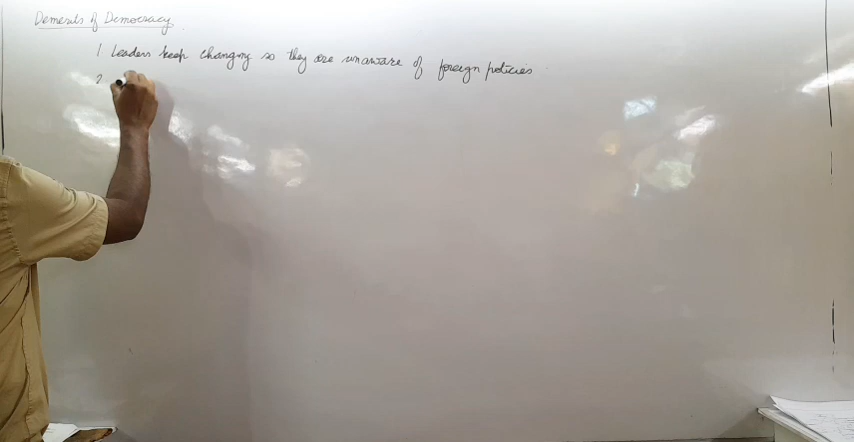 Demerits of Democracy
1 Leaders keep changing so they are unaware of foreign policies
2